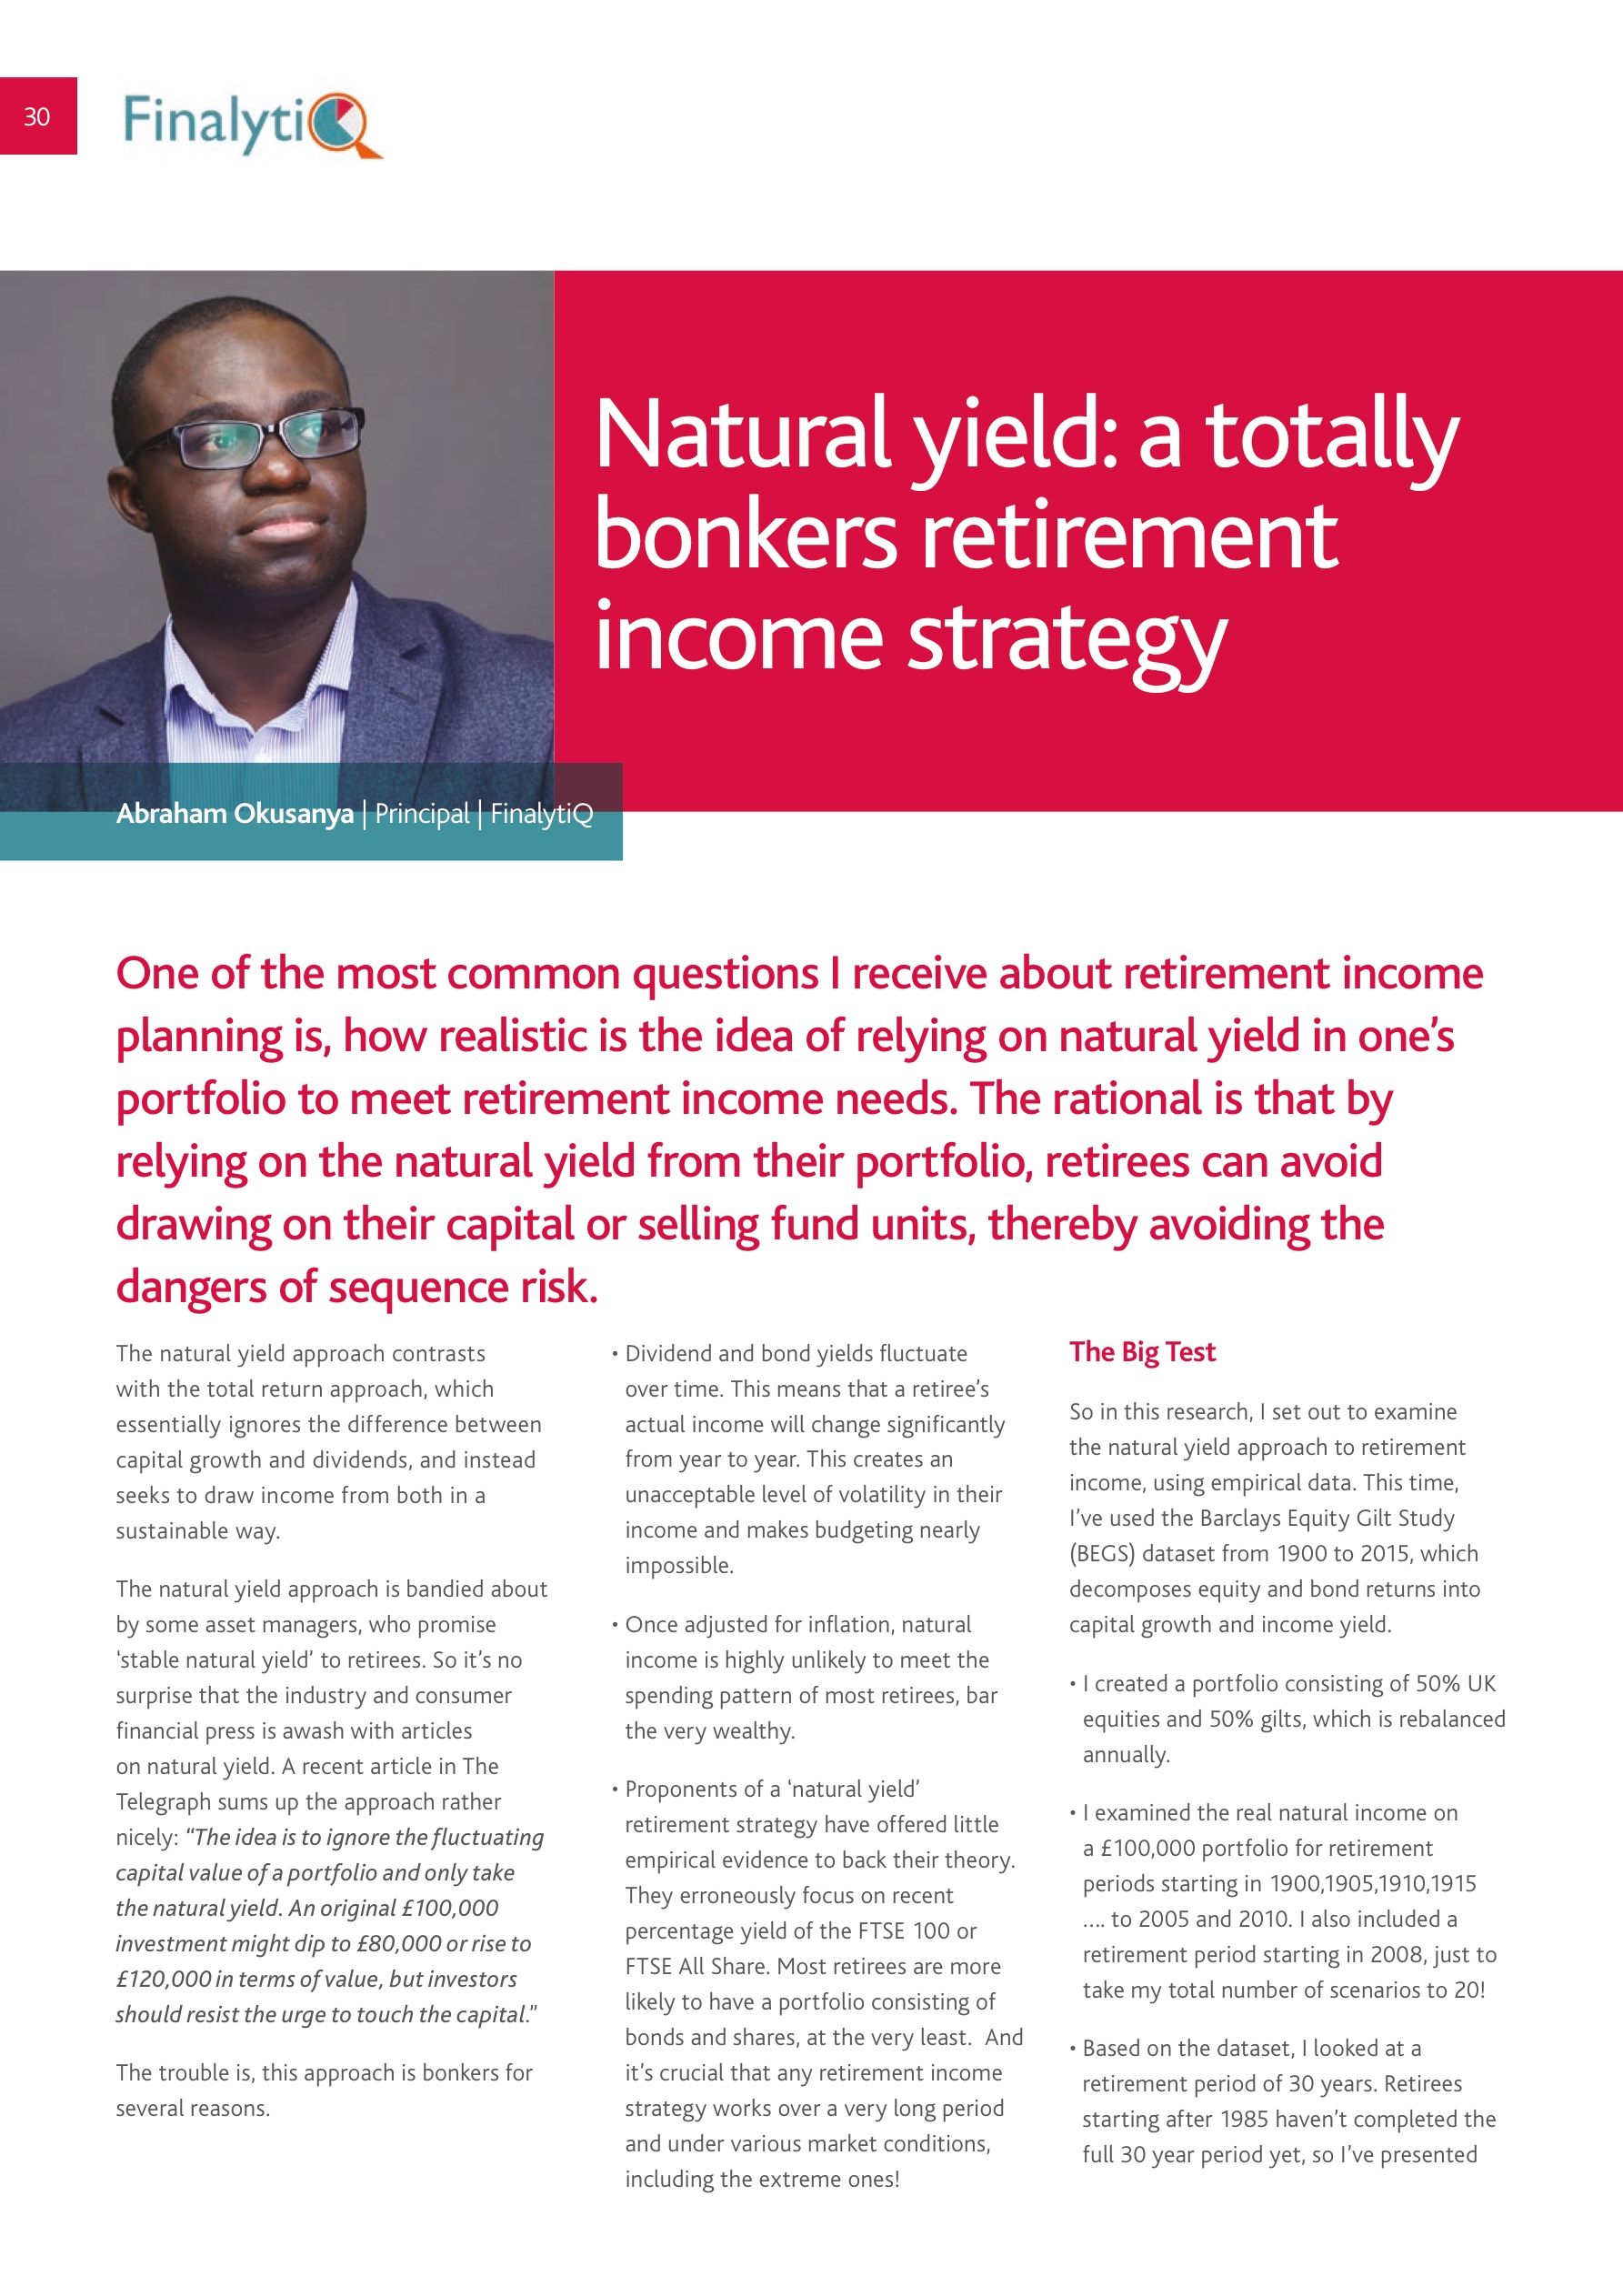 30
FinalytiQ
Natural yield: a totally
bonkers retirement
income strategy
Abraham Okusanya | Principal | FinalytiQ
One of the most common questions I receive about retirement income
planning is, how realistic is the idea of relying on natural yield in one’s
portfolio to meet retirement income needs. The rational is that by
relying on the natural yield from their portfolio, retirees can avoid
drawing on their capital or selling fund units, thereby avoiding the
dangers of sequence risk.
The natural yield approach contrasts
with the total return approach, which
essentially ignores the difference between
capital growth and dividends, and instead
seeks to draw income from both in a
sustainable way.
The natural yield approach is bandied about
by some asset managers, who promise
‘stable natural yield’ to retirees. So it’s no
surprise that the industry and consumer
financial press is awash with articles
on natural yield. A recent article in The
Telegraph sums up the approach rather
nicely: “The idea is to ignore the fluctuating
capital value of a portfolio and only take
the natural yield. An original £100,000
investment might dip to £80,000 or rise to
£120,000 in terms of value, but investors
should resist the urge to touch the capital.”
The trouble is, this approach is bonkers for
several reasons.
• Dividend and bond yields fluctuate
over time. This means that a retiree’s
actual income will change significantly
from year to year. This creates an
unacceptable level of volatility in their
income and makes budgeting nearly
impossible.
• Once adjusted for inflation, natural
income is highly unlikely to meet the
spending pattern of most retirees, bar
the very wealthy.
• Proponents of a ‘natural yield’
retirement strategy have offered little
empirical evidence to back their theory.
They erroneously focus on recent
percentage yield of the FTSE 100 or
FTSE All Share. Most retirees are more
likely to have a portfolio consisting of
bonds and shares, at the very least.  And
it’s crucial that any retirement income
strategy works over a very long period
and under various market conditions,
including the extreme ones!
The Big Test
So in this research, I set out to examine
the natural yield approach to retirement
income, using empirical data. This time,
I’ve used the Barclays Equity Gilt Study
(BEGS) dataset from 1900 to 2015, which
decomposes equity and bond returns into
capital growth and income yield.
• I created a portfolio consisting of 50% UK
equities and 50% gilts, which is rebalanced
annually.
• I examined the real natural income on
a £100,000 portfolio for retirement
periods starting in 1900,1905,1910,1915
…. to 2005 and 2010. I also included a
retirement period starting in 2008, just to
take my total number of scenarios to 20!
• Based on the dataset, I looked at a
retirement period of 30 years. Retirees
starting after 1985 haven’t completed the
full 30 year period yet, so I’ve presented